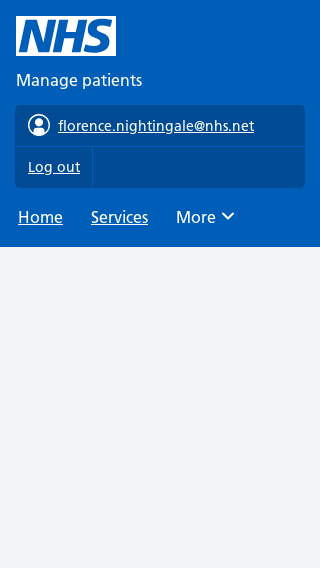 NHS
Manage patients
florence.nightingale@nhs.net
Log out
Home Services More